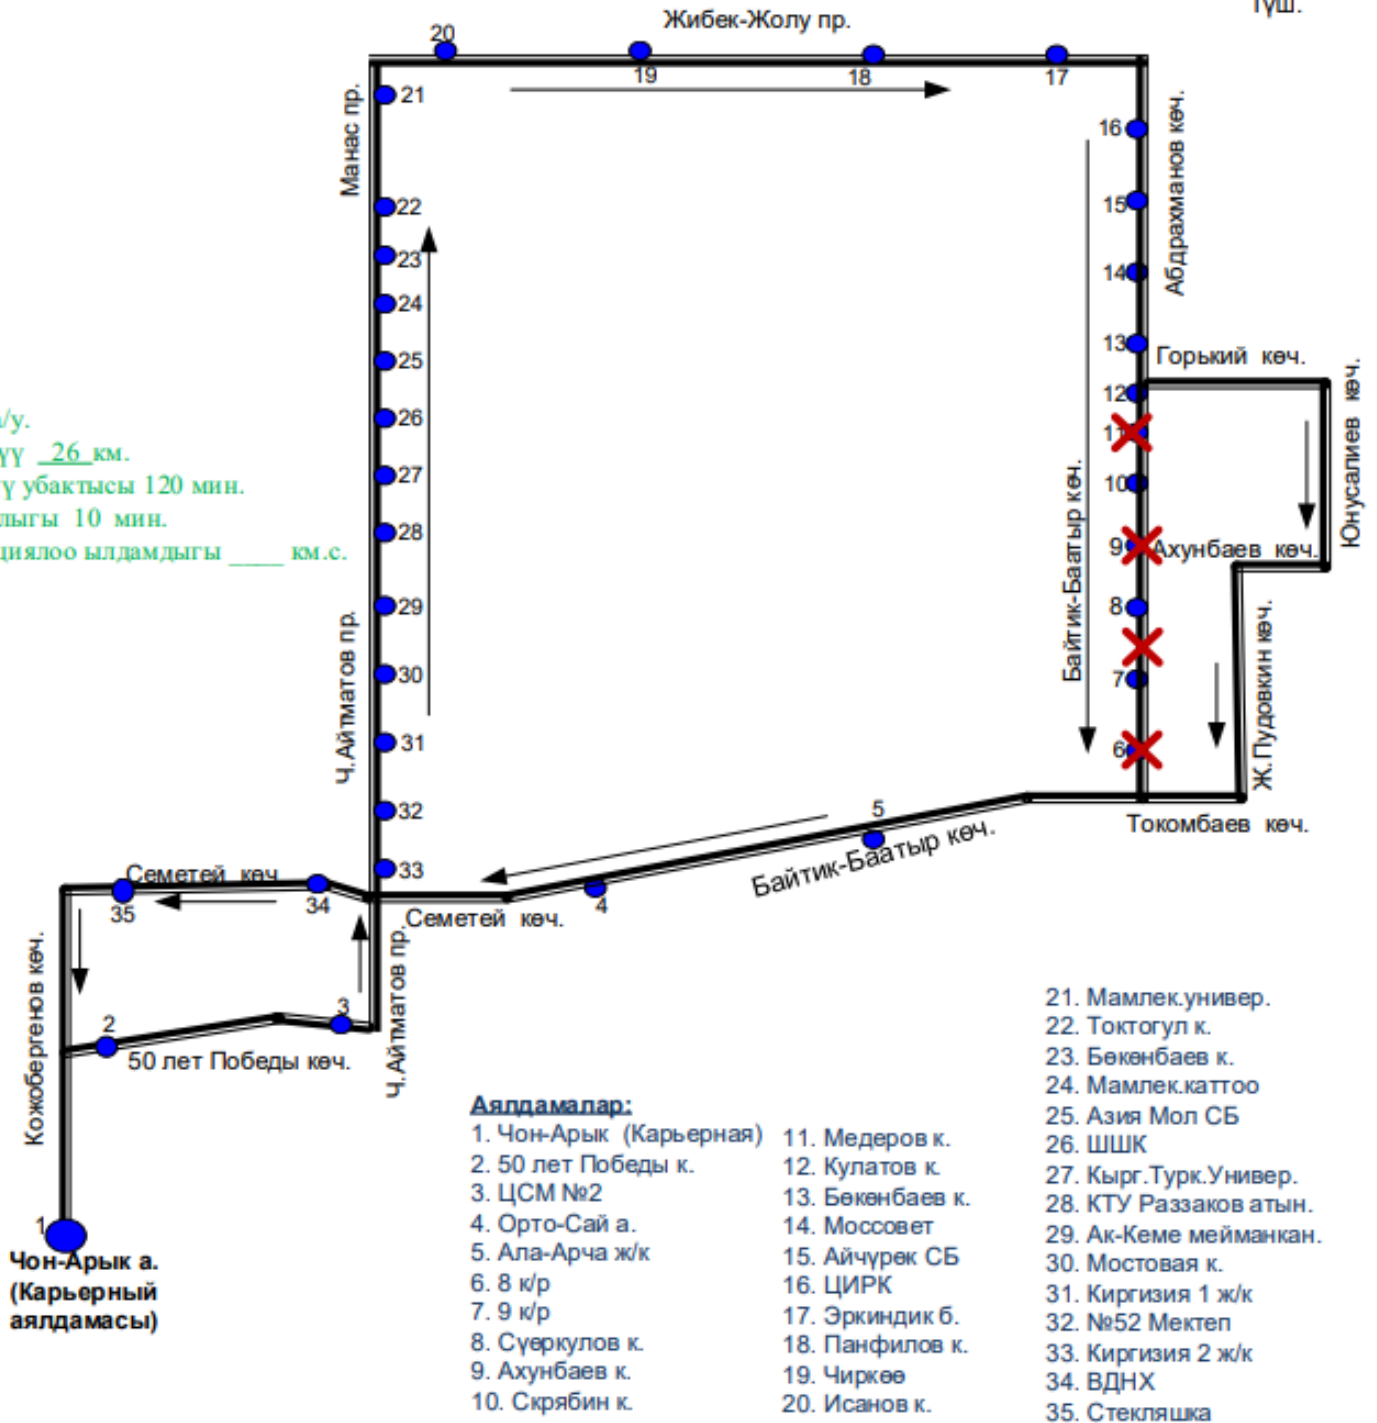 түш.
Жибек-Жолу пр.
20
19
18
17
Манас пр.
21
22
23
24
25
26
27
28
29
30
31
32
33
Ч.Айтматов пр.
16
15
14
13
12
11
10
9
8
7
6
Абдрахманов көч.
Байтик-Баатыр көч.
Горький көч.
Юнусалиев көч.
Ахунбаев көч.
Ж.Пудовкин көч.
Токомбаев көч.
/у.
үү 26 км.
ү убактысы 120 мин.
лыгы 10 мин.
циялоо ылдамдыгы ____ км.с.
5
Байтик-Баатыр көч.
4
Семетей көч.
Семетей көч
34
35
Кожобергенов көч.
2
3
50 лет Победы көч.
Ч.Айтматов пр.
1
Чон-Арык а.
(Карьерный
аялдамасы)
Аялдамалар:
1. Чон-Арык (Карьерная)
2. 50 лет Победы к.
3. ЦСМ №2
4. Орто-Сай а.
5. Ала-Арча ж/к
6. 8 к/р
7. 9 к/р
8. Сүеркулов к.
9. Ахунбаев к.
10. Скрябин к.
11. Медеров к.
12. Кулатов к.
13. Бөкөнбаев к.
14. Моссовет
15. Айчүрөк СБ
16. ЦИРК
17. Эркиндик б.
18. Панфилов к.
19. Чиркөө
20. Исанов к.
21. Мамлек.универ.
22. Токтогул к.
23. Бөкөнбаев к.
24. Мамлек.каттоо
25. Азия Мол СБ
26. ШШК
27. Кырг.Турк.Универ.
28. КТУ Раззаков атын.
29. Ак-Кеме мейманкан.
30. Мостовая к.
31. Киргизия 1 ж/к
32. №52 Мектеп
33. Киргизия 2 ж/к
34. ВДНХ
35. Стекляшка